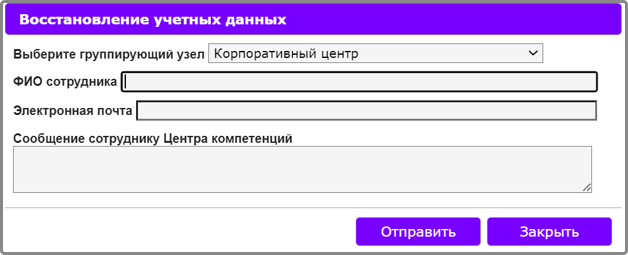 Восстановление учетных данных
Выберите группирующий узел Корпоративный центр
ФИО сотрудника
Электронная почта
Сообщение сотруднику Центра компетенций
Отправить Закрыть